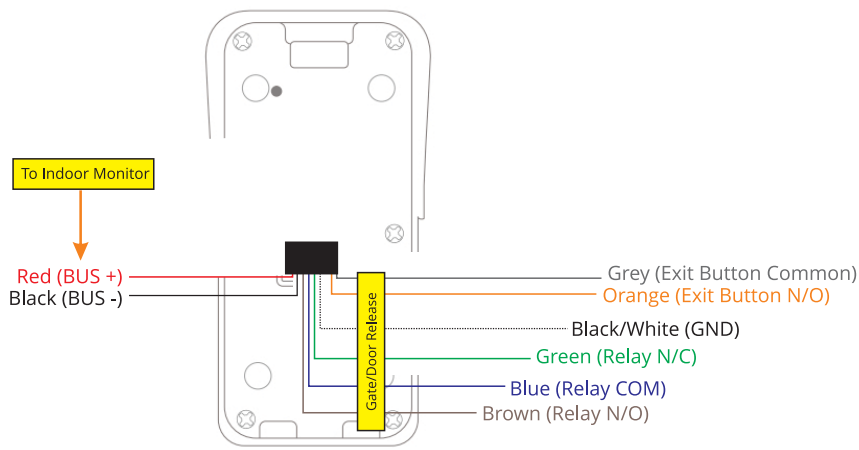 To Indoor Monitor
Red (BUS +)
Black (BUS -)
Gate/Door Release
Grey (Exit Button Common)
Orange (Exit Button N/O)
Black/White (GND)
Green (Relay N/C)
Blue (Relay COM)
Brown (Relay N/O)